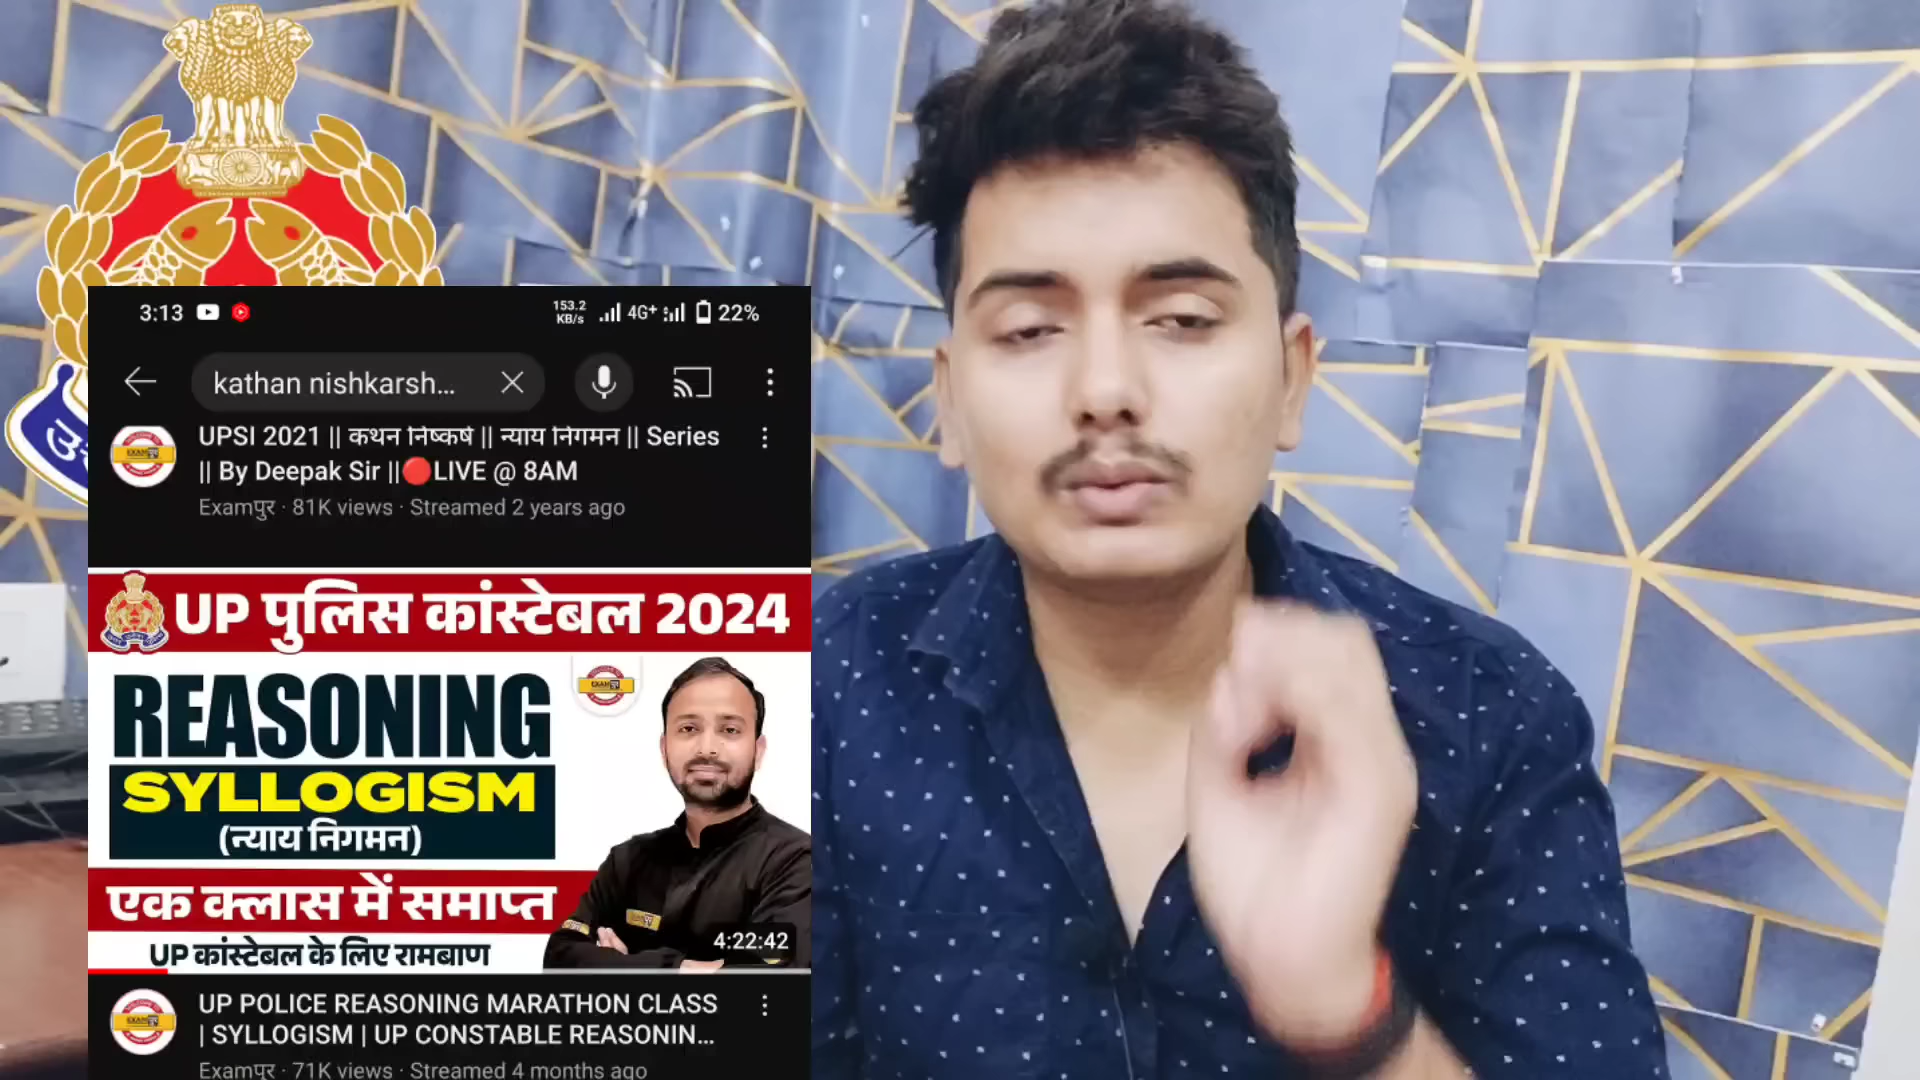 3:13
153.2
KB/s
4G+
22%
kathan nishkarsh...
UPSI 2021 || कथन निष्कर्ष || न्याय निगमन || Series
|| By Deepak Sir ||🔴LIVE @ 8AM
Examपुर · 81K views · Streamed 2 years ago
UP पुलिस कांस्टेबल 2024
REASONING
SYLLOGISM
(न्याय निगमन)
एक क्लास में समाप्त
UP कांस्टेबल के लिए रामबाण
4:22:42
UP POLICE REASONING MARATHON CLASS
| SYLLOGISM | UP CONSTABLE REASONIN...
Examपुर · 71K views · Streamed 4 months ago